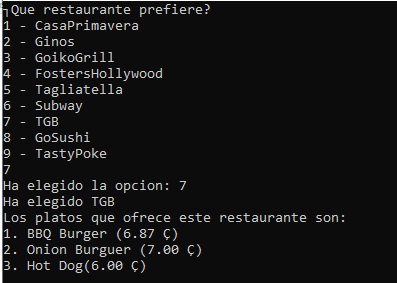 ¿Que restaurante prefiere?
1 - CasaPrimavera
2 - Ginos
3 - GoikoGrill
4 - FostersHollywood
5 - Tagliatella
6 - Subway
7 - TGB
8 - GoSushi
9 - TastyPoke
7
Ha elegido la opcion: 7
Ha elegido TGB
Los platos que ofrece este restaurante son:
1. BBQ Burger (6.87 Ç)
2. Onion Burguer (7.00 Ç)
3. Hot Dog(6.00 Ç)